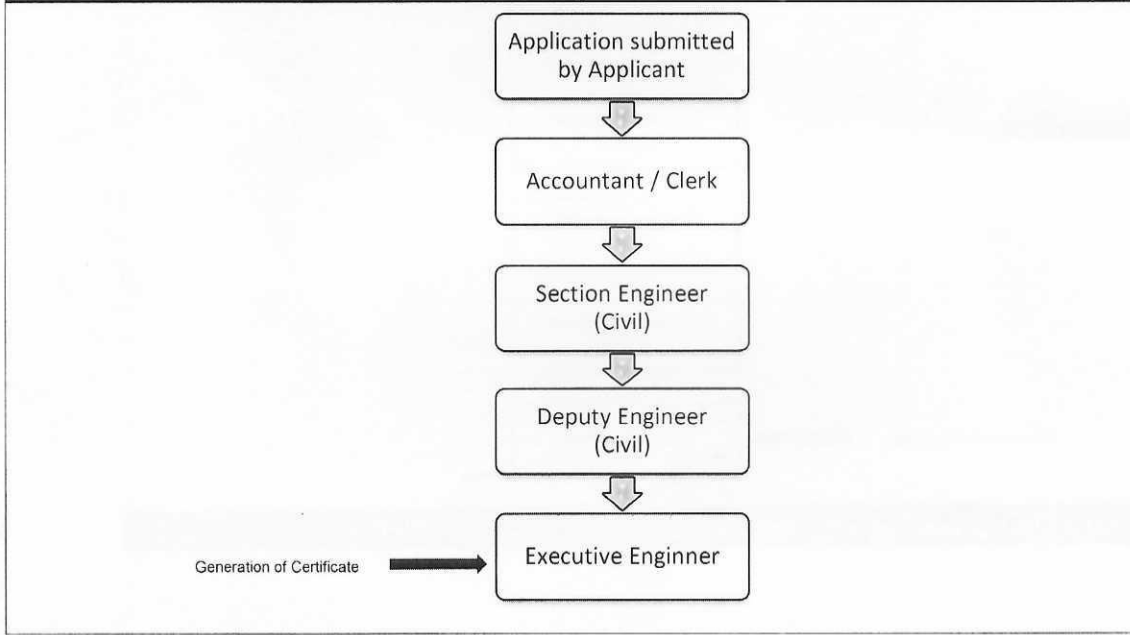 Application submitted
by Applicant
Accountant / Clerk
Section Engineer
(Civil)
Deputy Engineer
(Civil)
Executive Enginner
Generation of Certificate